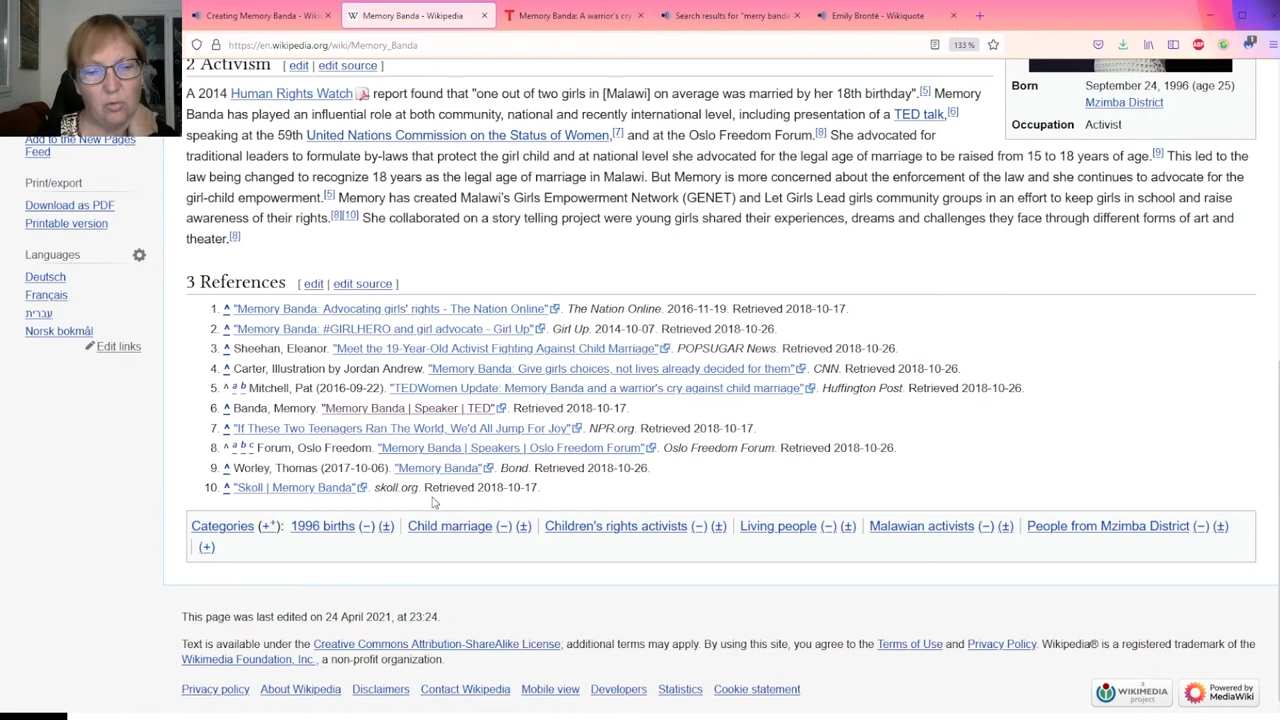 Creating Memory Banda - Wikiquot
Memory Banda - Wikipedia
Memory Banda: A warrior's cry
Search results for "merry banda"
Emily Brontë - Wikiquote
https://en.wikipedia.org/wiki/Memory_Banda
133 %
2 Activism [ edit | edit source ]
A 2014 Human Rights Watch report found that "one out of two girls in [Malawi] on average was married by her 18th birthday".[5] Memory
Banda has played an influential role at both community, national and recently international level, including presentation of a TED talk,[6]
speaking at the 59th United Nations Commission on the Status of Women,[7] and at the Oslo Freedom Forum.[8] She advocated for
traditional leaders to formulate by-laws that protect the girl child and at national level she advocated for the legal age of marriage to be raised from 15 to 18 years of age.[9] This led to the
law being changed to recognize 18 years as the legal age of marriage in Malawi. But Memory is more concerned about the enforcement of the law and she continues to advocate for the
girl-child empowerment.[5] Memory has created Malawi's Girls Empowerment Network (GENET) and Let Girls Lead girls community groups in an effort to keep girls in school and raise
awareness of their rights.[8][10] She collaborated on a story telling project were young girls shared their experiences, dreams and challenges they face through different forms of art and
theater.[8]
Born September 24, 1996 (age 25)
Mzimba District
Occupation Activist
Add to the New Pages
Feed
Print/export
Download as PDF
Printable version
Languages
Deutsch
Français
עברית
Norsk bokmål
Edit links
3 References [ edit | edit source ]
1. ^ "Memory Banda: Advocating girls' rights - The Nation Online". The Nation Online. 2016-11-19. Retrieved 2018-10-17.
2. ^ "Memory Banda: #GIRLHERO and girl advocate - Girl Up". Girl Up. 2014-10-07. Retrieved 2018-10-26.
3. ^ Sheehan, Eleanor. "Meet the 19-Year-Old Activist Fighting Against Child Marriage". POPSUGAR News. Retrieved 2018-10-26.
4. ^ Carter, Illustration by Jordan Andrew. "Memory Banda: Give girls choices, not lives already decided for them". CNN. Retrieved 2018-10-26.
5. ^ a b Mitchell, Pat (2016-09-22). "TEDWomen Update: Memory Banda and a warrior's cry against child marriage". Huffington Post. Retrieved 2018-10-26.
6. ^ Banda, Memory. "Memory Banda | Speaker | TED". Retrieved 2018-10-17.
7. ^ "If These Two Teenagers Ran The World, We'd All Jump For Joy". NPR.org. Retrieved 2018-10-17.
8. ^ a b c Forum, Oslo Freedom. "Memory Banda | Speakers | Oslo Freedom Forum". Oslo Freedom Forum. Retrieved 2018-10-26.
9. ^ Worley, Thomas (2017-10-06). "Memory Banda". Bond. Retrieved 2018-10-26.
10. ^ "Skoll | Memory Banda". skoll.org. Retrieved 2018-10-17.
Categories (+⁺): 1996 births (−) (±) | Child marriage (−) (±) | Children's rights activists (−) (±) | Living people (−) (±) | Malawian activists (−) (±) | People from Mzimba District (−) (±)
| (+)
This page was last edited on 24 April 2021, at 23:24.
Text is available under the Creative Commons Attribution-ShareAlike License; additional terms may apply. By using this site, you agree to the Terms of Use and Privacy Policy. Wikipedia® is a registered trademark of the
Wikimedia Foundation, Inc., a non-profit organization.
Privacy policy About Wikipedia Disclaimers Contact Wikipedia Mobile view Developers Statistics Cookie statement
WIKIMEDIA project
Powered by MediaWiki